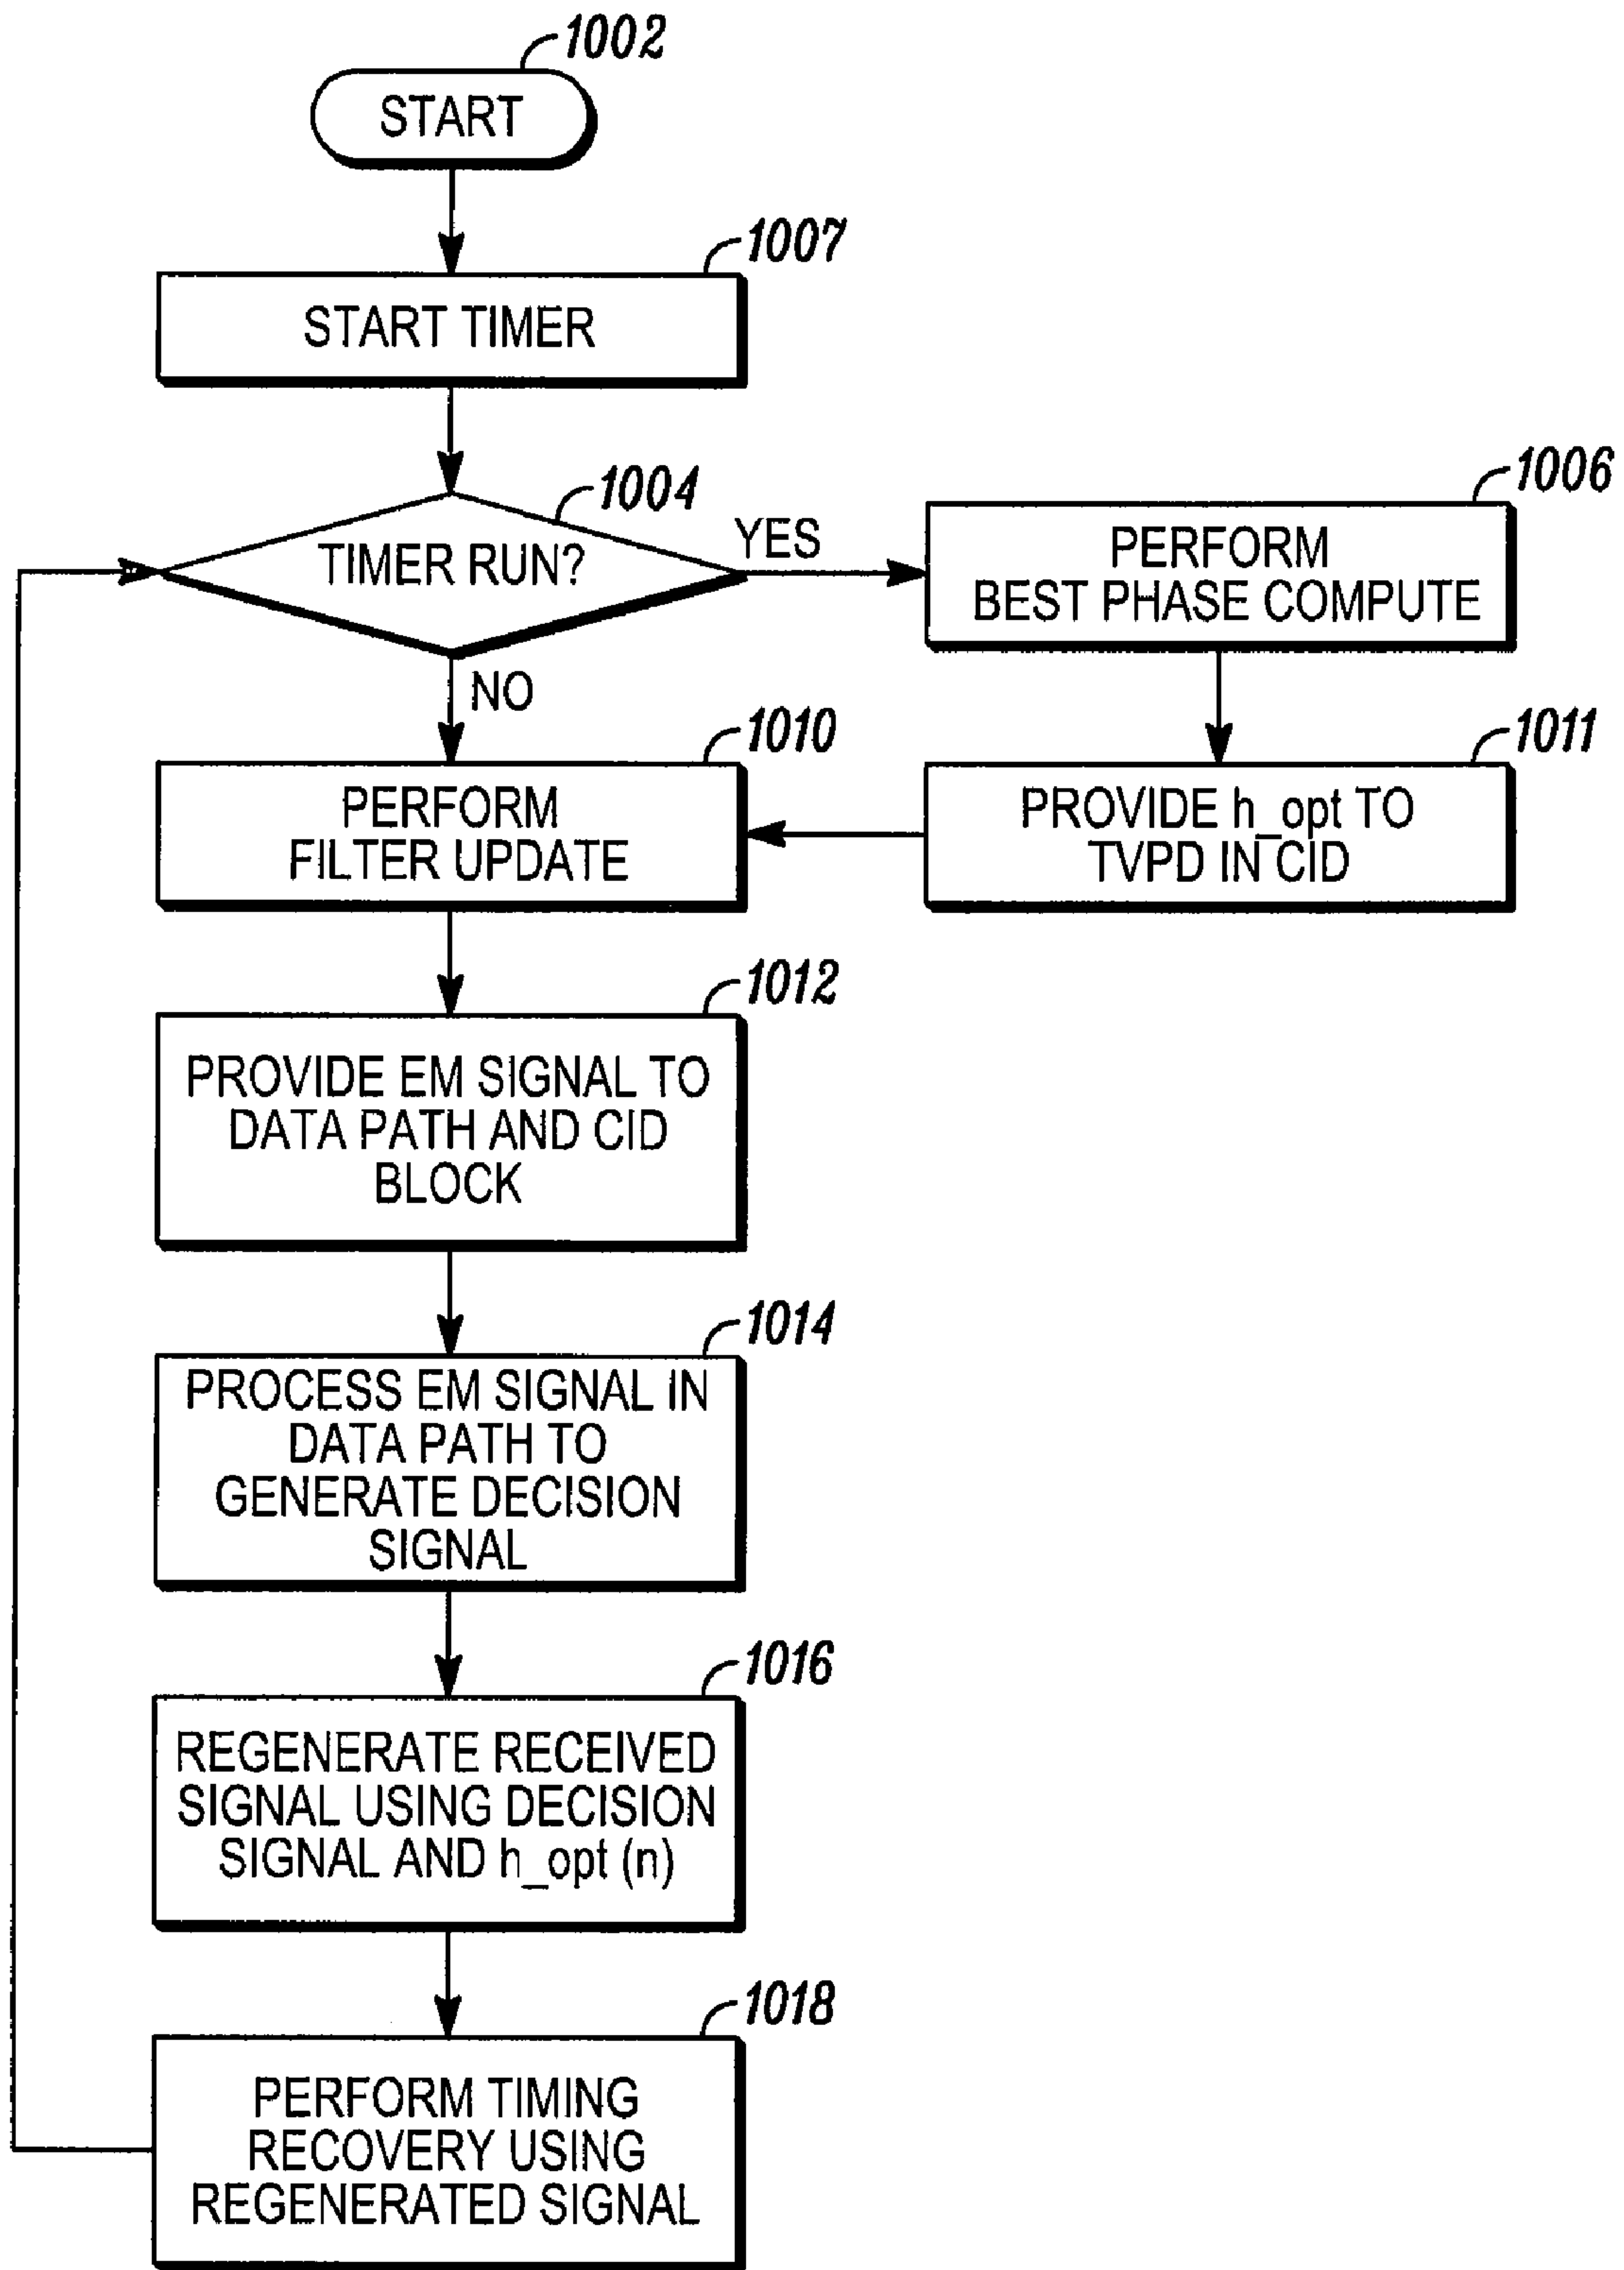 1002
START
1007
START TIMER
1004
TIMER RUN?
YES
NO
1006
PERFORM
BEST PHASE COMPUTE
1011
PROVIDE h_opt TO
TVPD IN CID
1010
PERFORM
FILTER UPDATE
1012
PROVIDE EM SIGNAL TO
DATA PATH AND CID
BLOCK
1014
PROCESS EM SIGNAL IN
DATA PATH TO
GENERATE DECISION
SIGNAL
1016
REGENERATE RECEIVED
SIGNAL USING DECISION
SIGNAL AND h_opt (n)
1018
PERFORM TIMING
RECOVERY USING
REGENERATED SIGNAL